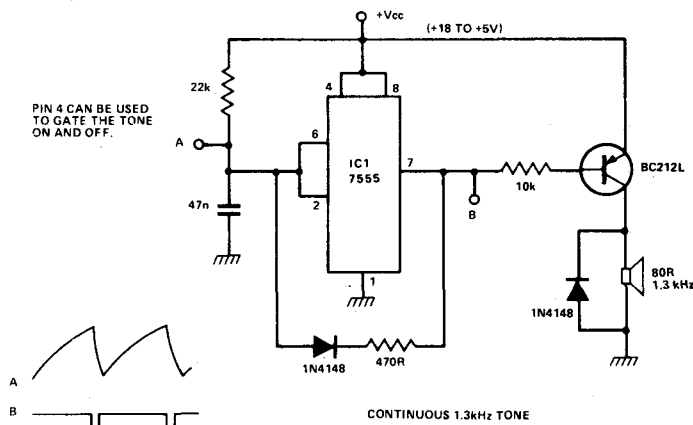 +Vcc
(+18 TO +5V)
22k
4
8
PIN 4 CAN BE USED
TO GATE THE TONE
ON AND OFF.
A
6
IC1
7555
7
BC212L
10k
2
B
47n
1
80R
1,3 kHz
1N4148
1N4148
470R
A
B
CONTINUOUS 1.3kHz TONE